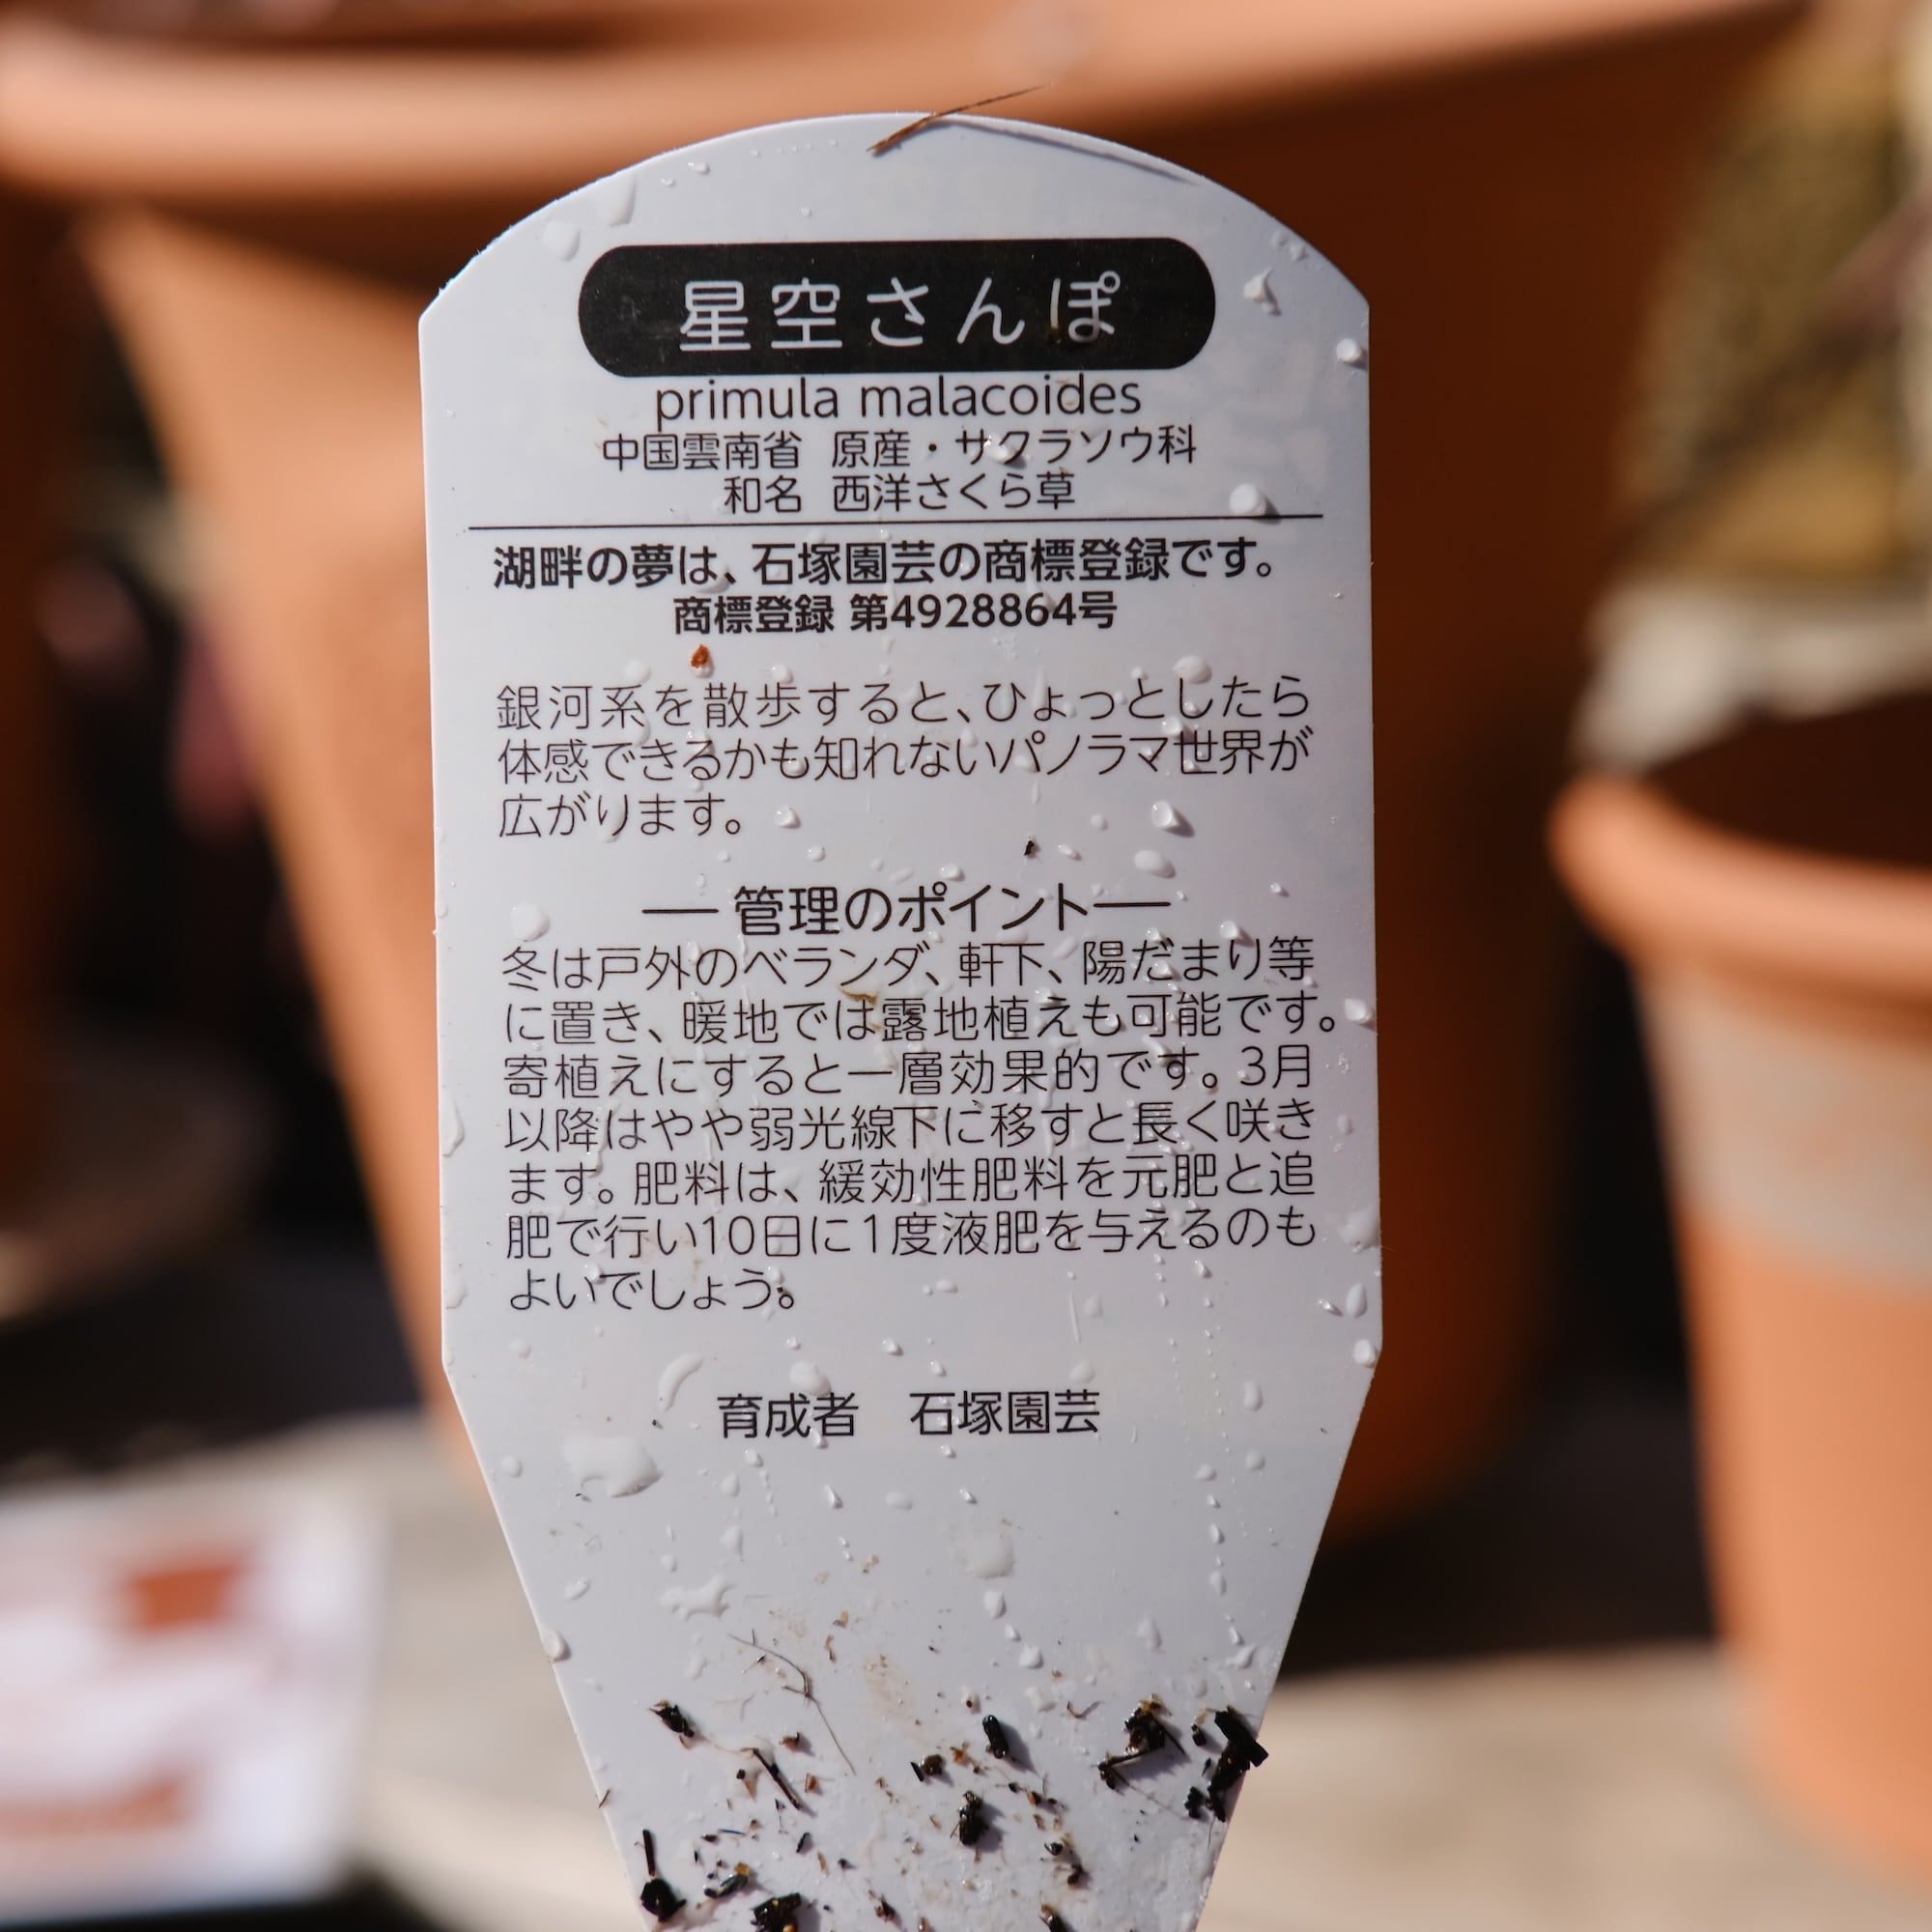 星空さんぽ
primula malacoides
中国雲南省 原産・サクラソウ科
和名 西洋さくら草
湖畔の夢は、石塚園芸の商標登録です。
商標登録 第4928864号
銀河系を散歩すると、ひょっとしたら
体感できるかも知れないパノラマ世界が
広がります。
― 管理のポイント ―
冬は戸外のベランダ、軒下、陽だまり等
に置き、暖地では露地植えも可能です。
寄植えにすると一層効果的です。3月
以降はやや弱光線下に移すと長く咲き
ます。肥料は、緩効性肥料を元肥と追
肥で行い10日に1度液肥を与えるのも
よいでしょう。
育成者 石塚園芸